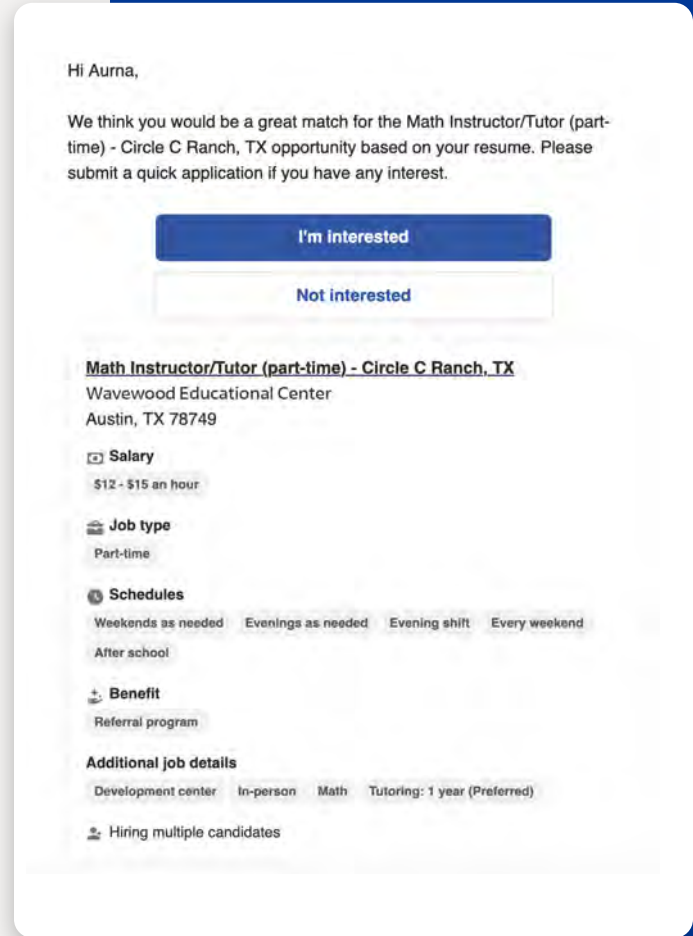 Hi Aurna,
We think you would be a great match for the Math Instructor/Tutor (part-
time) - Circle C Ranch, TX opportunity based on your resume. Please
submit a quick application if you have any interest.
I'm interested
Not interested
Math Instructor/Tutor (part-time) - Circle C Ranch, TX
Wavewood Educational Center
Austin, TX 78749
Salary
$12 - $15 an hour
Job type
Part-time
Schedules
Weekends as needed Evenings as needed Evening shift Every weekend
After school
Benefit
Referral program
Additional job details
Development center In-person Math Tutoring: 1 year (Preferred)
Hiring multiple candidates